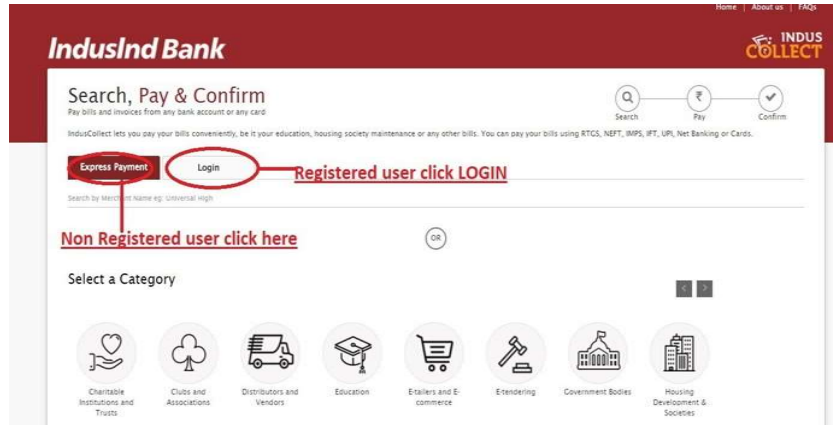 Home | About us | FAQs
IndusInd Bank
INDUS
COLLECT
Search, Pay & Confirm
Pay bills and invoices from any bank account or any card
Search
Pay
Confirm
IndusCollect lets you pay your bills conveniently, be it your education, housing society maintenance or any other bills. You can pay your bills using RTGS, NEFT, IMPS, IFT, UPI, Net Banking or Cards.
Express Payment
Login
Registered user click LOGIN
Search by Merchant Name eg: Universal High
Non Registered user click here
OR
Select a Category
< >
Charitable
Institutions and
Trusts
Clubs and
Associations
Distributors and
Vendors
Education
E-tailers and E-
commerce
E-tendering
Government Bodies
Housing
Development &
Societies